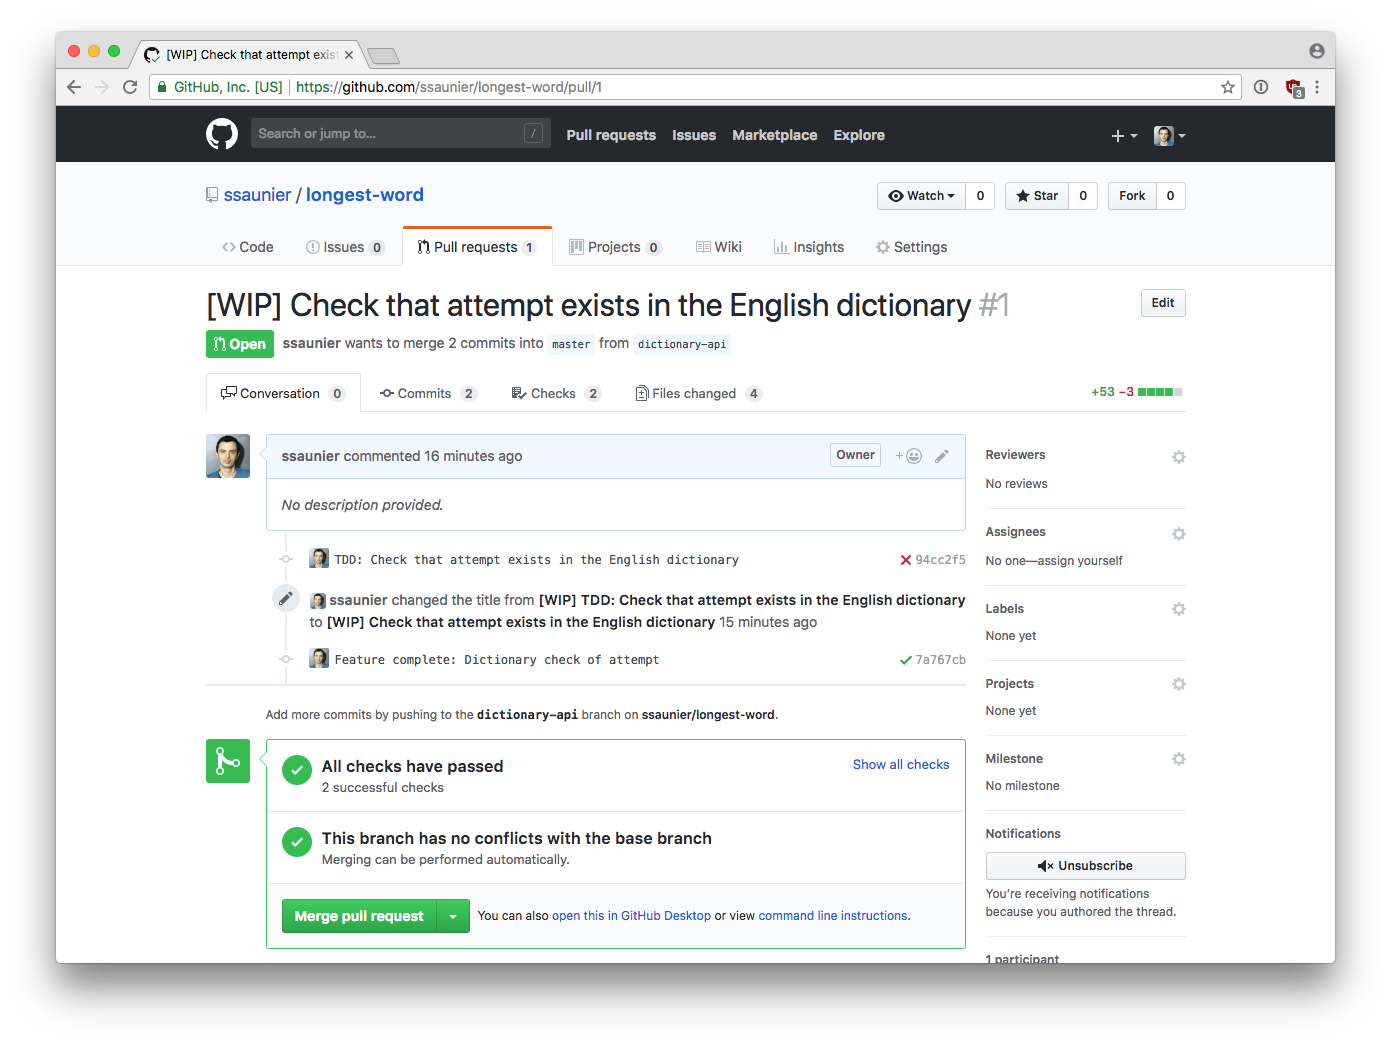 [WIP] Check that attempt exist
GitHub, Inc. [US] https://github.com/ssaunier/longest-word/pull/1
3
Search or jump to... /
Pull requests Issues Marketplace Explore
ssaunier / longest-word
Watch 0 Star 0 Fork 0
Code Issues 0 Pull requests 1 Projects 0 Wiki Insights Settings
[WIP] Check that attempt exists in the English dictionary #1
Edit
Open ssaunier wants to merge 2 commits into master from dictionary-api
Conversation 0 Commits 2 Checks 2 Files changed 4
+53 −3
ssaunier commented 16 minutes ago
Owner
No description provided.
TDD: Check that attempt exists in the English dictionary 94cc2f5
ssaunier changed the title from [WIP] TDD: Check that attempt exists in the English dictionary
to [WIP] Check that attempt exists in the English dictionary 15 minutes ago
Feature complete: Dictionary check of attempt 7a767cb
Add more commits by pushing to the dictionary-api branch on ssaunier/longest-word.
All checks have passed
Show all checks
2 successful checks
This branch has no conflicts with the base branch
Merging can be performed automatically.
Merge pull request
You can also open this in GitHub Desktop or view command line instructions.
Reviewers
No reviews
Assignees
No one—assign yourself
Labels
None yet
Projects
None yet
Milestone
No milestone
Notifications
Unsubscribe
You're receiving notifications
because you authored the thread.
1 participant